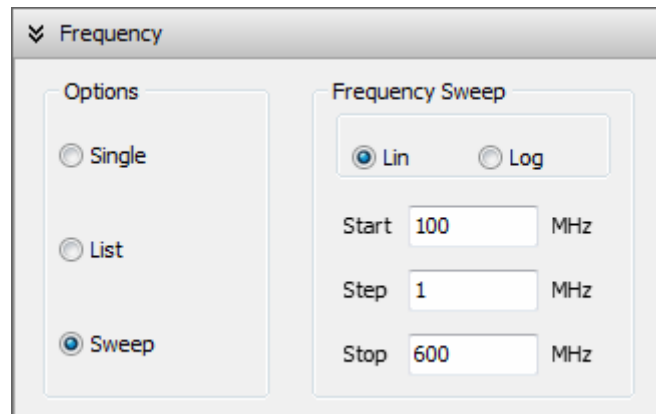 Frequency
Options
Single
List
Sweep
Frequency Sweep
Lin Log
Start 100 MHz
Step 1 MHz
Stop 600 MHz